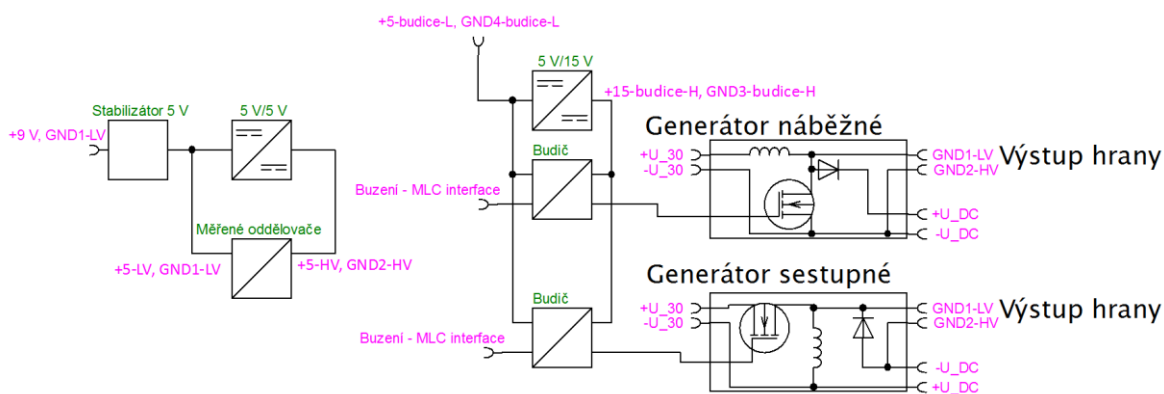 +5-budice-L, GND4-budice-L
5 V/15 V
+15-budice-H, GND3-budice-H
Stabilizátor 5 V
5 V/5 V
+9 V, GND1-LV
Měřené oddělovače
+5-LV, GND1-LV
+5-HV, GND2-HV
Budič
Buzení - MLC interface
Generátor náběžné
+U_30
-U_30
GND1-LV
GND2-HV
Výstup hrany
+U_DC
-U_DC
Budič
Buzení - MLC interface
Generátor sestupné
+U_30
-U_30
GND1-LV
GND2-HV
Výstup hrany
-U_DC
+U_DC